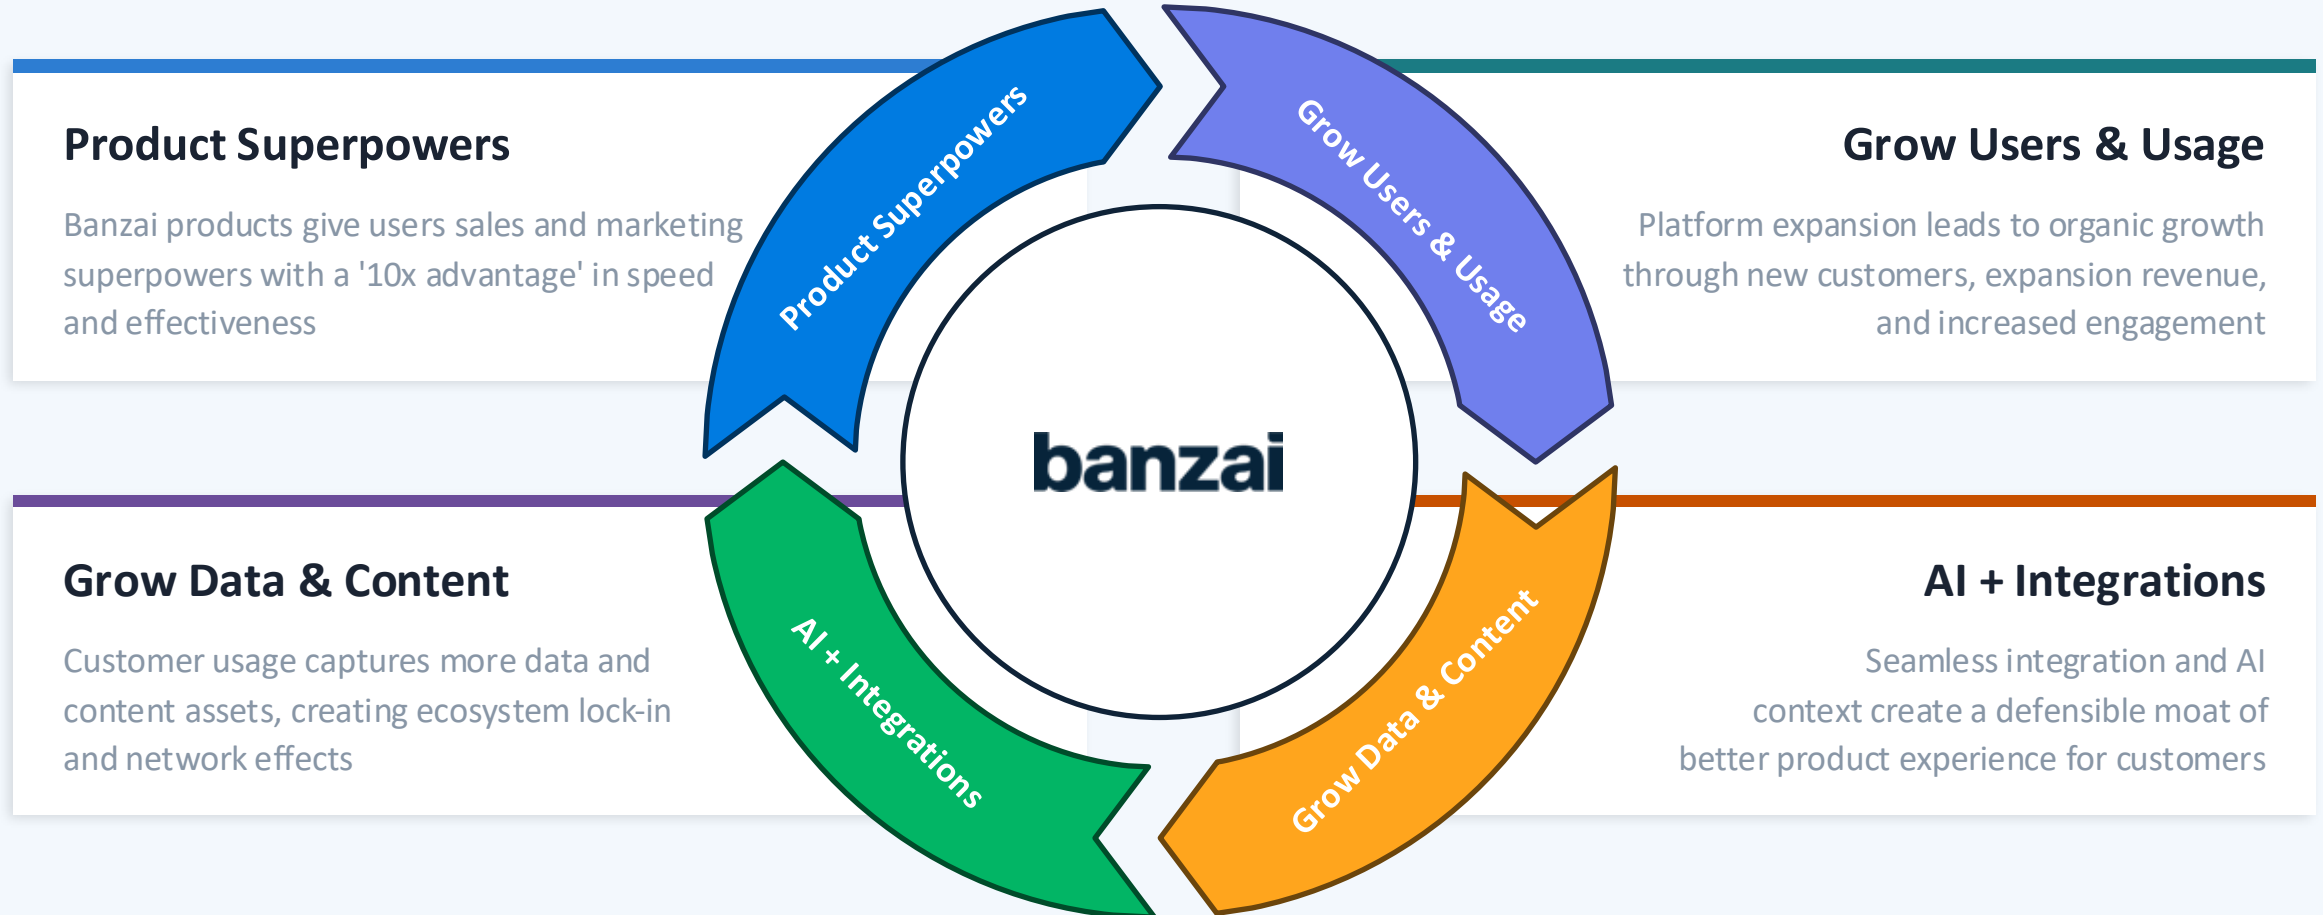 Product Superpowers
Banzai products give users sales and marketing
superpowers with a '10x advantage' in speed
and effectiveness
Product Superpowers
Grow Users & Usage
Grow Users & Usage
Platform expansion leads to organic growth
through new customers, expansion revenue,
and increased engagement
banzai
Grow Data & Content
Customer usage captures more data and
content assets, creating ecosystem lock-in
and network effects
AI + Integrations
Grow Data & Content
AI + Integrations
Seamless integration and AI
context create a defensible moat of
better product experience for customers